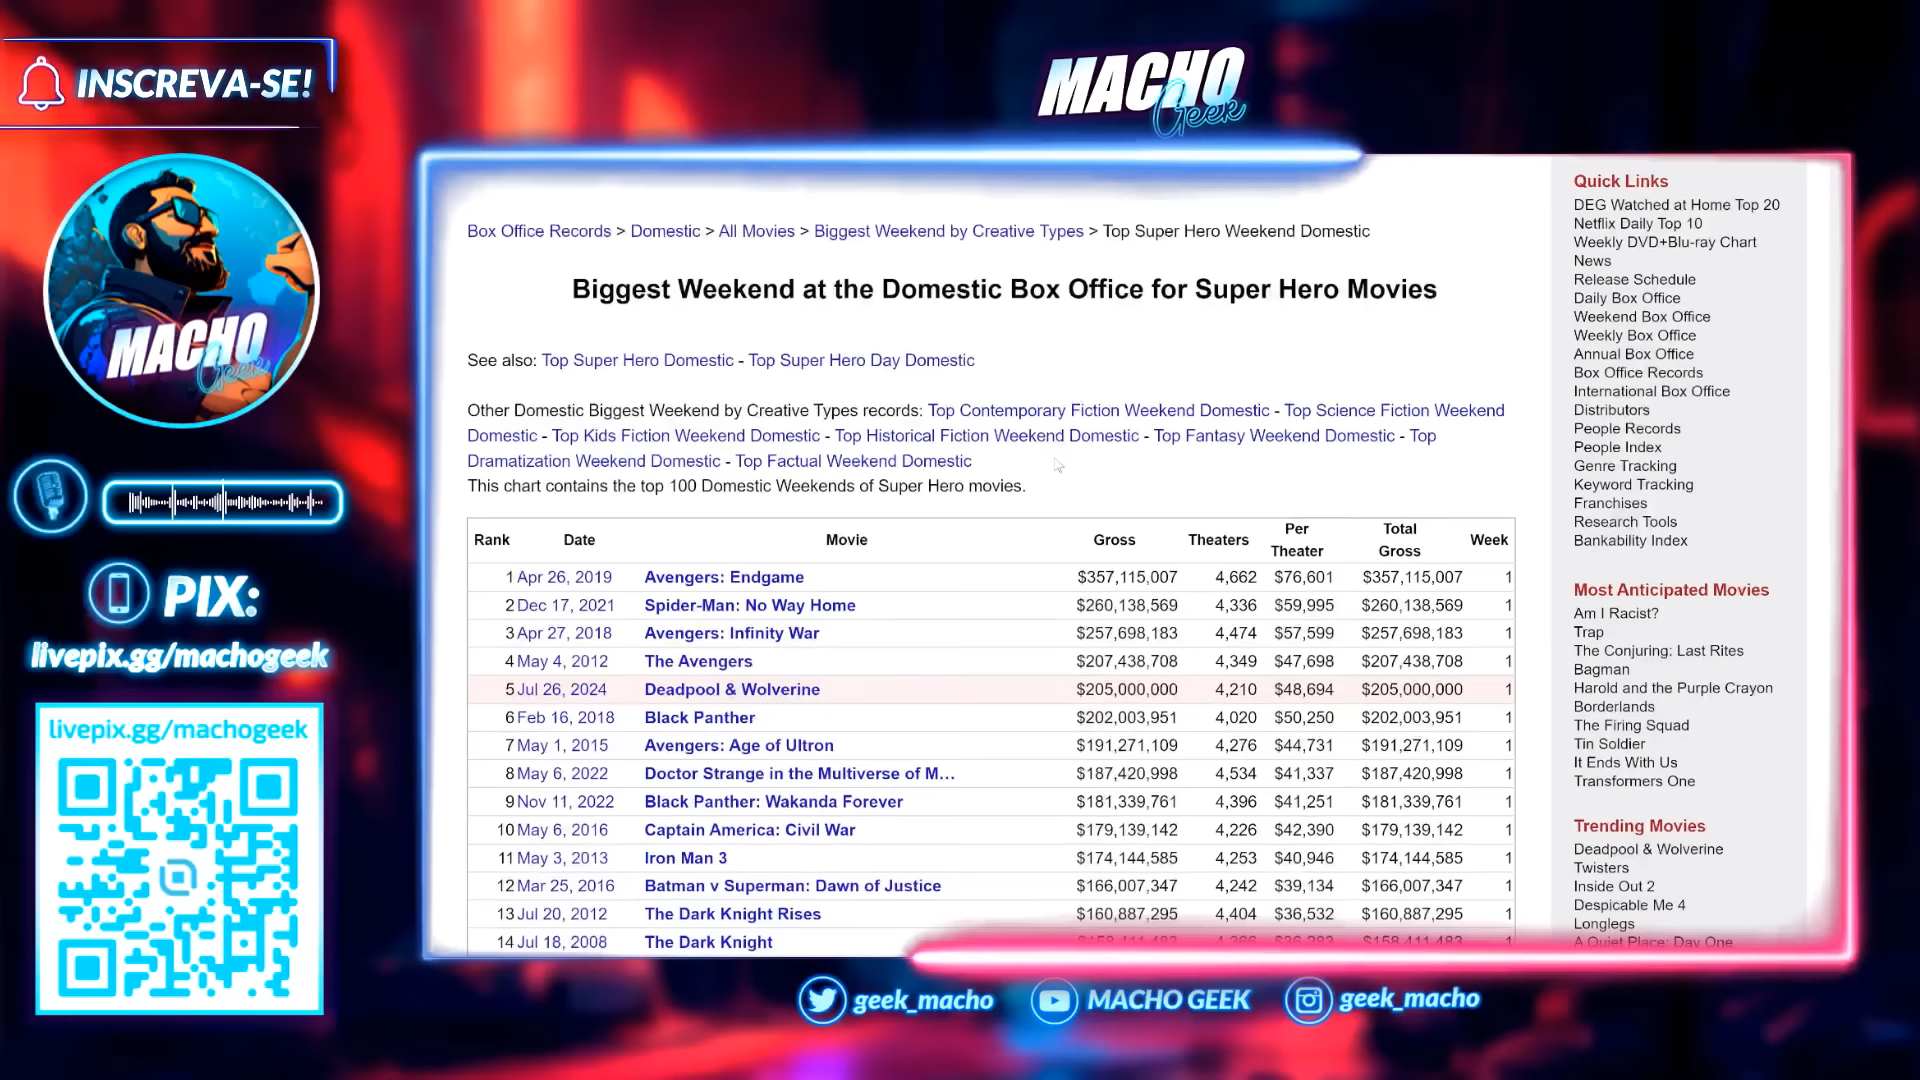 INSCREVA-SE!
MACHO
Geek
MACHO
Geek
PIX:
livepix.gg/machogeek
livepix.gg/machogeek
Box Office Records > Domestic > All Movies > Biggest Weekend by Creative Types > Top Super Hero Weekend Domestic
Biggest Weekend at the Domestic Box Office for Super Hero Movies
See also: Top Super Hero Domestic - Top Super Hero Day Domestic
Other Domestic Biggest Weekend by Creative Types records: Top Contemporary Fiction Weekend Domestic - Top Science Fiction Weekend
Domestic - Top Kids Fiction Weekend Domestic - Top Historical Fiction Weekend Domestic - Top Fantasy Weekend Domestic - Top
Dramatization Weekend Domestic - Top Factual Weekend Domestic
This chart contains the top 100 Domestic Weekends of Super Hero movies.
Rank Date Movie Gross Theaters Per Theater Total Gross Week
1 Apr 26, 2019 Avengers: Endgame $357,115,007 4,662 $76,601 $357,115,007 1
2 Dec 17, 2021 Spider-Man: No Way Home $260,138,569 4,336 $59,995 $260,138,569 1
3 Apr 27, 2018 Avengers: Infinity War $257,698,183 4,474 $57,599 $257,698,183 1
4 May 4, 2012 The Avengers $207,438,708 4,349 $47,698 $207,438,708 1
5 Jul 26, 2024 Deadpool & Wolverine $205,000,000 4,210 $48,694 $205,000,000 1
6 Feb 16, 2018 Black Panther $202,003,951 4,020 $50,250 $202,003,951 1
7 May 1, 2015 Avengers: Age of Ultron $191,271,109 4,276 $44,731 $191,271,109 1
8 May 6, 2022 Doctor Strange in the Multiverse of M… $187,420,998 4,534 $41,337 $187,420,998 1
9 Nov 11, 2022 Black Panther: Wakanda Forever $181,339,761 4,396 $41,251 $181,339,761 1
10 May 6, 2016 Captain America: Civil War $179,139,142 4,226 $42,390 $179,139,142 1
11 May 3, 2013 Iron Man 3 $174,144,585 4,253 $40,946 $174,144,585 1
12 Mar 25, 2016 Batman v Superman: Dawn of Justice $166,007,347 4,242 $39,134 $166,007,347 1
13 Jul 20, 2012 The Dark Knight Rises $160,887,295 4,404 $36,532 $160,887,295 1
14 Jul 18, 2008 The Dark Knight
Quick Links
DEG Watched at Home Top 20
Netflix Daily Top 10
Weekly DVD+Blu-ray Chart
News
Release Schedule
Daily Box Office
Weekend Box Office
Weekly Box Office
Annual Box Office
Box Office Records
International Box Office
Distributors
People Records
People Index
Genre Tracking
Keyword Tracking
Franchises
Research Tools
Bankability Index
Most Anticipated Movies
Am I Racist?
Trap
The Conjuring: Last Rites
Bagman
Harold and the Purple Crayon
Borderlands
The Firing Squad
Tin Soldier
It Ends With Us
Transformers One
Trending Movies
Deadpool & Wolverine
Twisters
Inside Out 2
Despicable Me 4
Longlegs
A Quiet Place: Day One
geek_macho
MACHO GEEK
geek_macho